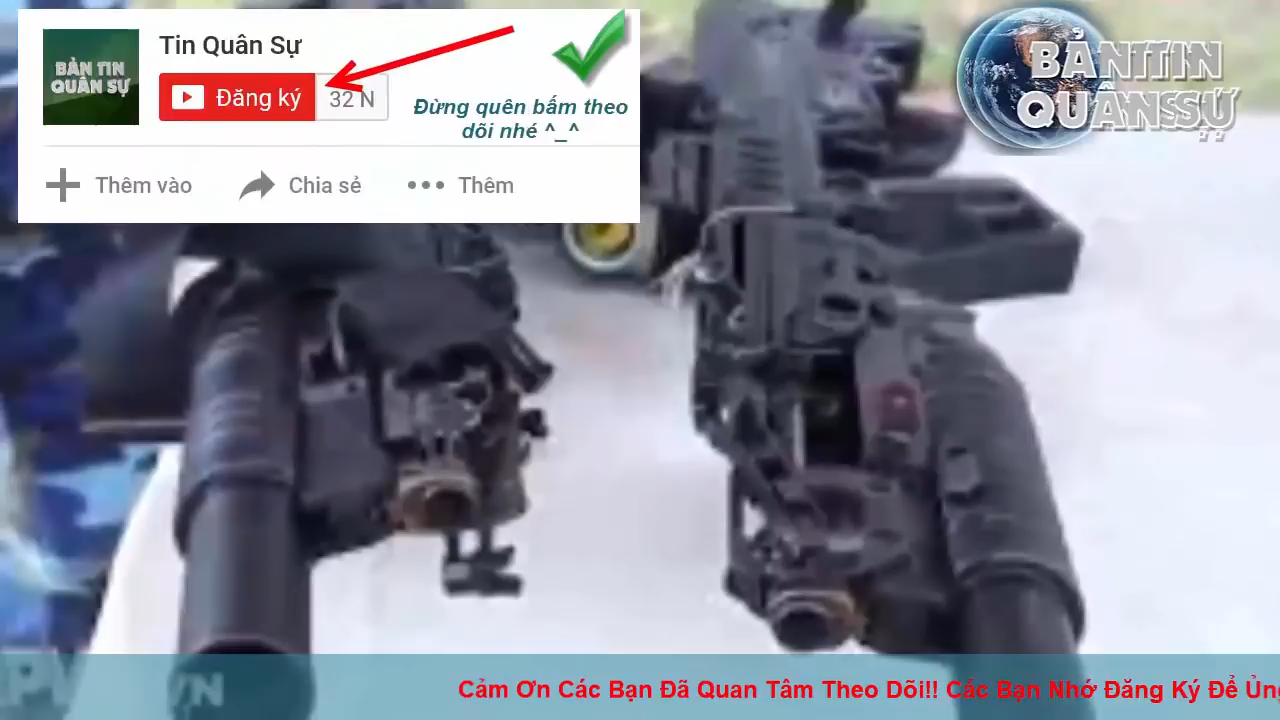 Tin Quân Sự
BẢN TIN
QUÂN SỰ
Đăng ký
32 N
Đừng quên bấm theo
dõi nhé ^_^
Thêm vào
Chia sẻ
Thêm
BẢN TIN
QUÂN SỰ
Cảm Ơn Các Bạn Đã Quan Tâm Theo Dõi!! Các Bạn Nhớ Đăng Ký Để Ủng